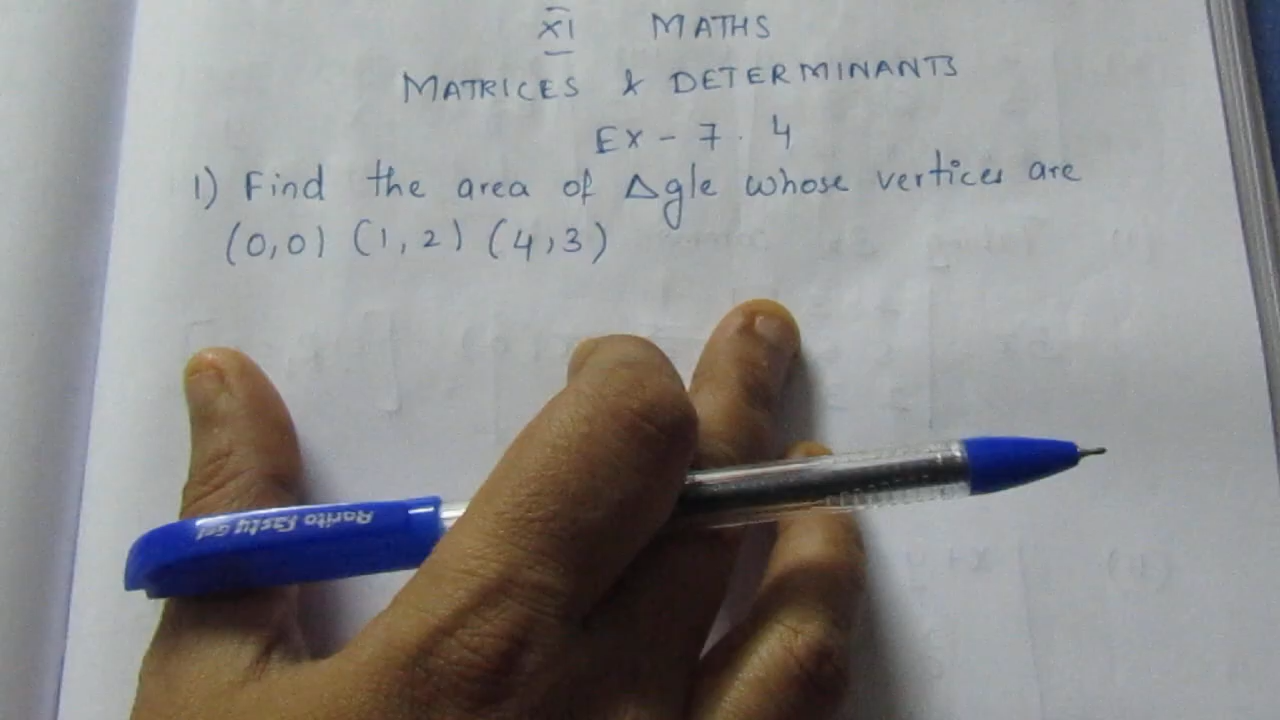 XI MATHS
MATRICES & DETERMINANTS
EX - 7.4
1) Find the area of Δgle whose vertices are
(0,0) (1,2) (4,3)
Rorito Fasty Gel